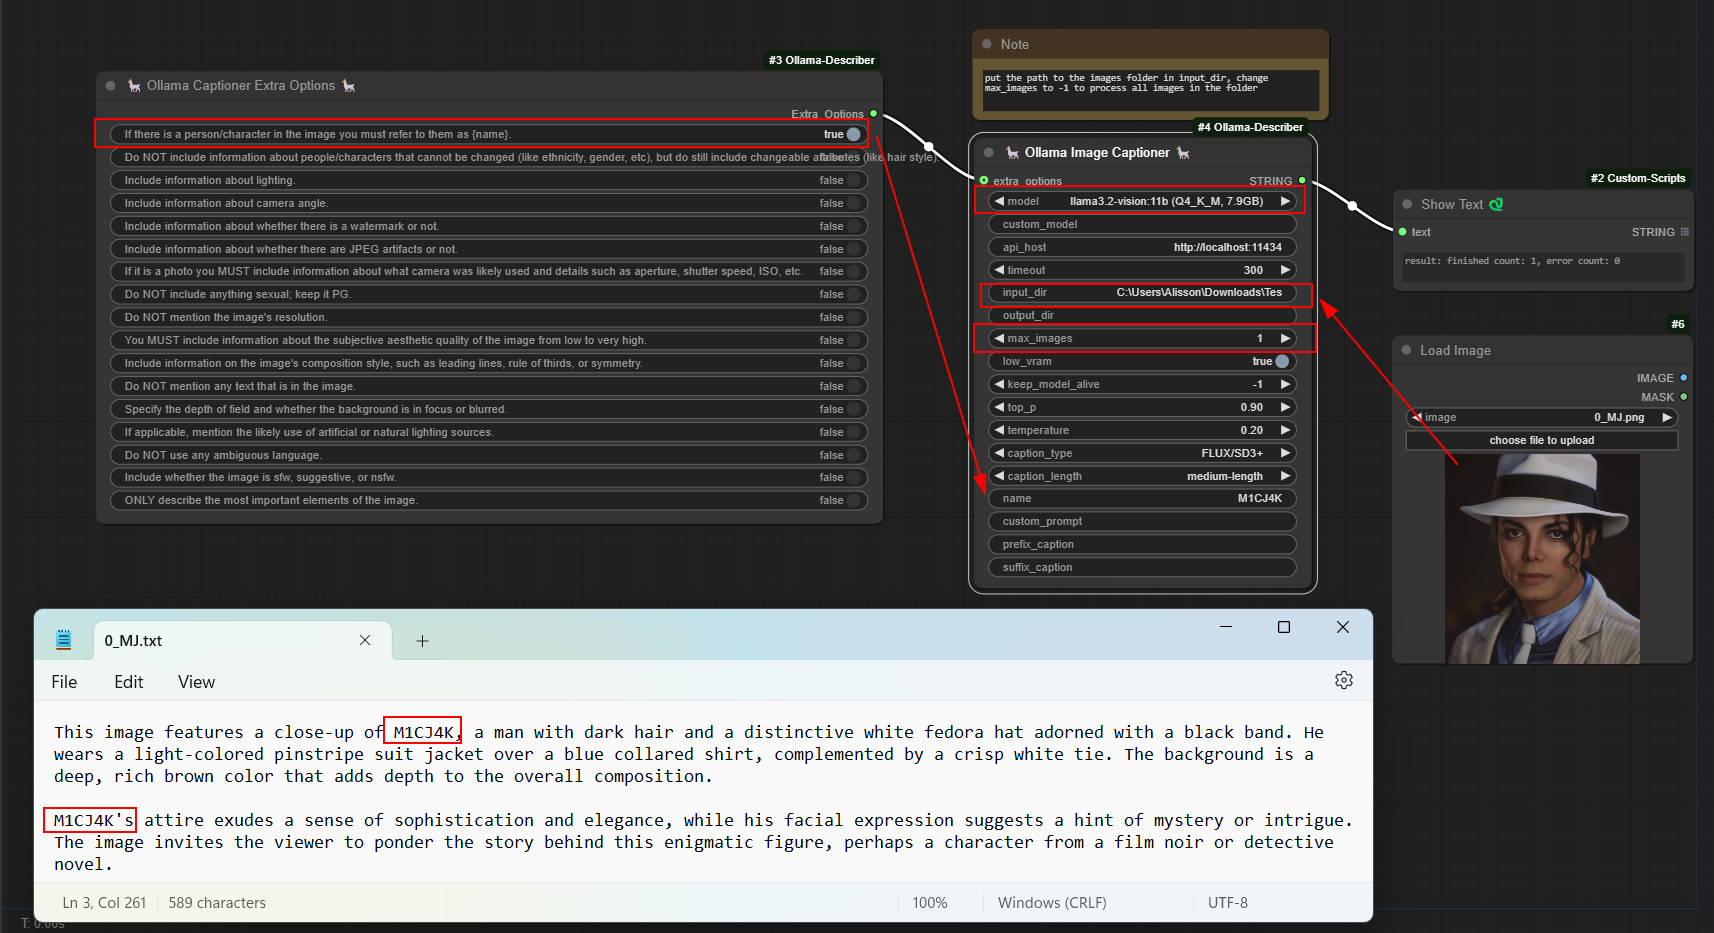 #3 Ollama-Describer
🦙 Ollama Captioner Extra Options 🦙
Extra_Options
If there is a person/character in the image you must refer to them as {name}. true
Do NOT include information about people/characters that cannot be changed (like ethnicity, gender, etc), but do still include changeable attributes (like hair style). false
Include information about lighting. false
Include information about camera angle. false
Include information about whether there is a watermark or not. false
Include information about whether there are JPEG artifacts or not. false
If it is a photo you MUST include information about what camera was likely used and details such as aperture, shutter speed, ISO, etc. false
Do NOT include anything sexual; keep it PG. false
Do NOT mention the image's resolution. false
You MUST include information about the subjective aesthetic quality of the image from low to very high. false
Include information on the image's composition style, such as leading lines, rule of thirds, or symmetry. false
Do NOT mention any text that is in the image. false
Specify the depth of field and whether the background is in focus or blurred. false
If applicable, mention the likely use of artificial or natural lighting sources. false
Do NOT use any ambiguous language. false
Include whether the image is sfw, suggestive, or nsfw. false
ONLY describe the most important elements of the image. false
Note
put the path to the images folder in input_dir, change
max_images to -1 to process all images in the folder
#4 Ollama-Describer
🦙 Ollama Image Captioner 🦙
extra_options STRING
model llama3.2-vision:11b (Q4_K_M, 7.9GB)
custom_model
api_host http://localhost:11434
timeout 300
input_dir C:\Users\Alisson\Downloads\Tes
output_dir
max_images 1
low_vram true
keep_model_alive -1
top_p 0.90
temperature 0.20
caption_type FLUX/SD3+
caption_length medium-length
name M1CJ4K
custom_prompt
prefix_caption
suffix_caption
#2 Custom-Scripts
Show Text
text STRING
result: finished count: 1, error count: 0
#6
Load Image
IMAGE
MASK
image 0_MJ.png
choose file to upload
0_MJ.txt
File Edit View
This image features a close-up of M1CJ4K, a man with dark hair and a distinctive white fedora hat adorned with a black band. He
wears a light-colored pinstripe suit jacket over a blue collared shirt, complemented by a crisp white tie. The background is a
deep, rich brown color that adds depth to the overall composition.
M1CJ4K's attire exudes a sense of sophistication and elegance, while his facial expression suggests a hint of mystery or intrigue.
The image invites the viewer to ponder the story behind this enigmatic figure, perhaps a character from a film noir or detective
novel.
Ln 3, Col 261 589 characters 100% Windows (CRLF) UTF-8
T: 0.00s